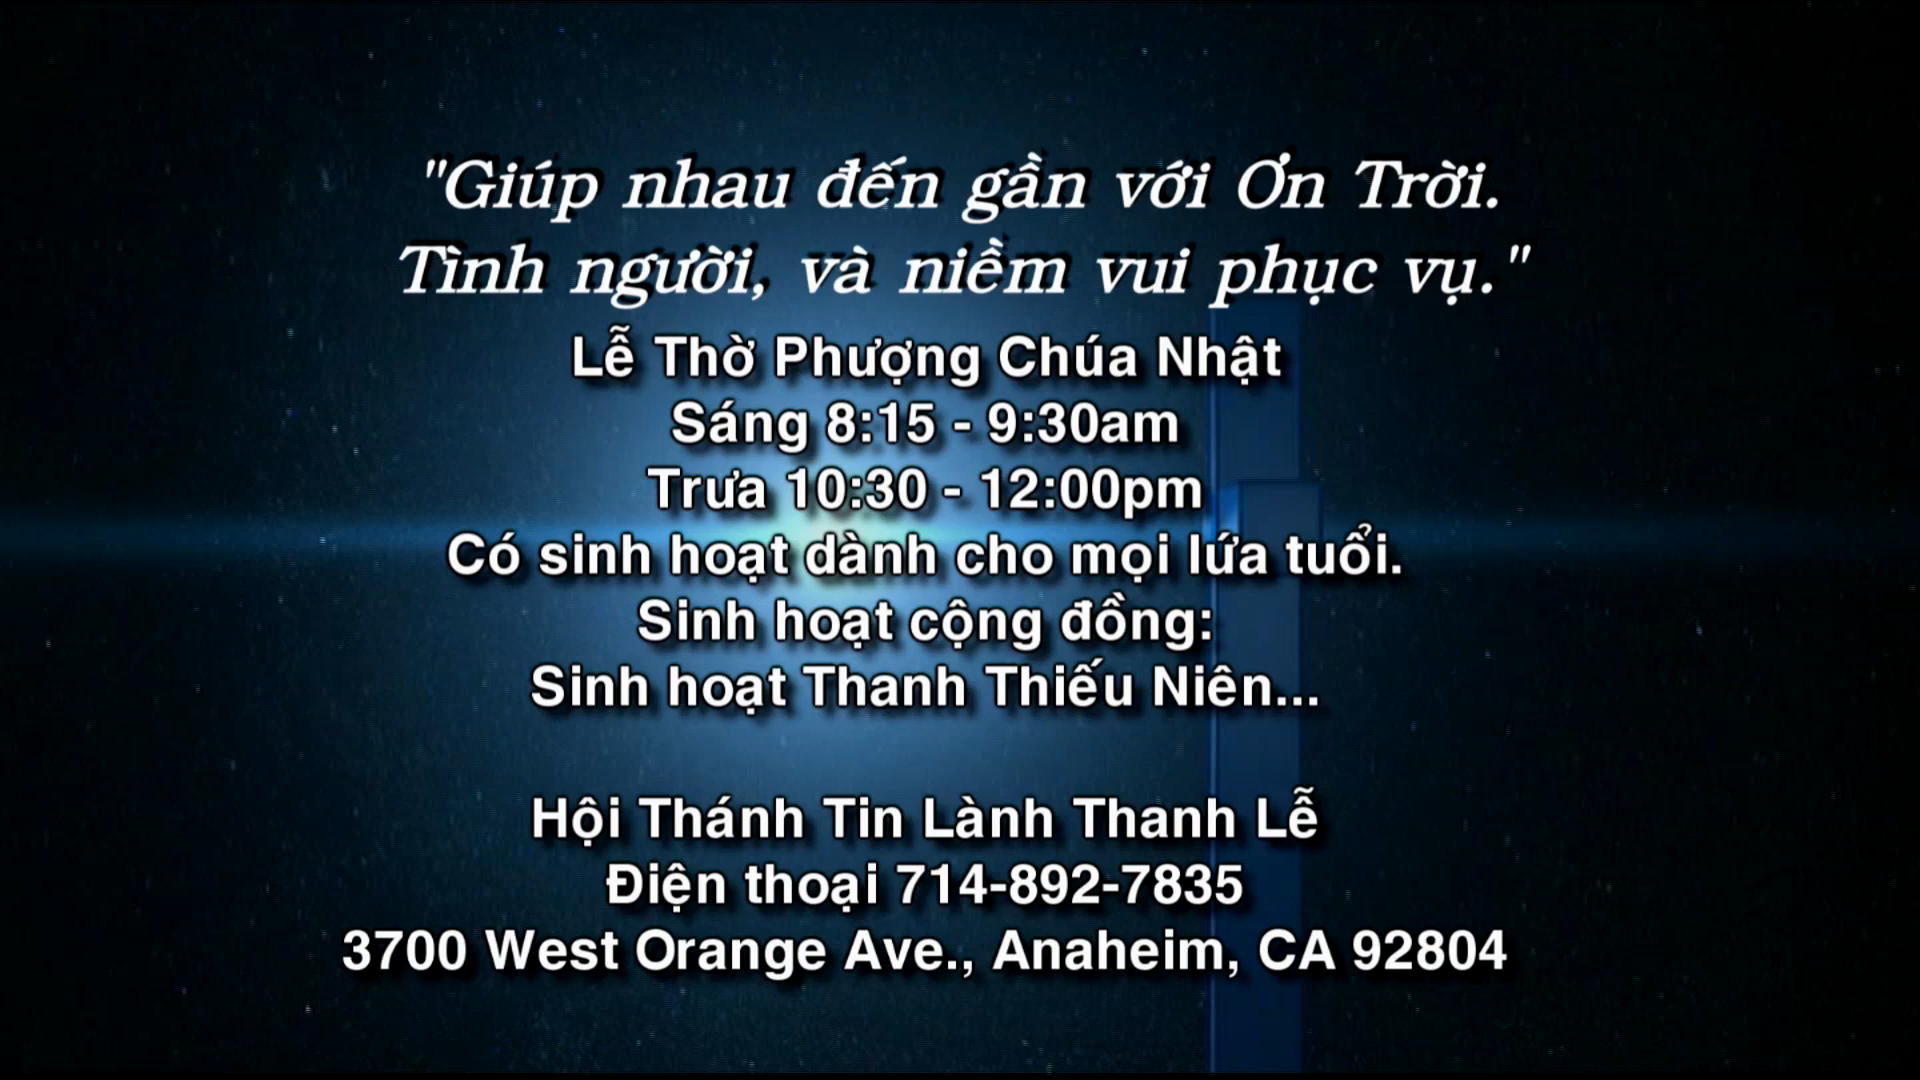 "Giúp nhau đến gần với Ơn Trời.
Tình người, và niềm vui phục vụ."
Lễ Thờ Phượng Chúa Nhật
Sáng 8:15 - 9:30am
Trưa 10:30 - 12:00pm
Có sinh hoạt dành cho mọi lứa tuổi.
Sinh hoạt cộng đồng:
Sinh hoạt Thanh Thiếu Niên...
Hội Thánh Tin Lành Thanh Lễ
Điện thoại 714-892-7835
3700 West Orange Ave., Anaheim, CA 92804